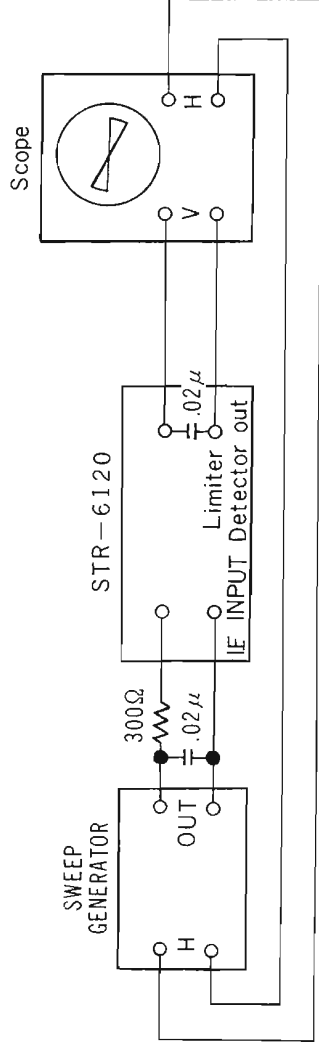 Scope
V
H
STR-6120
.02μ
Limiter
IF INPUT Detector out
300Ω
.02μ
SWEEP
GENERATOR
OUT
H